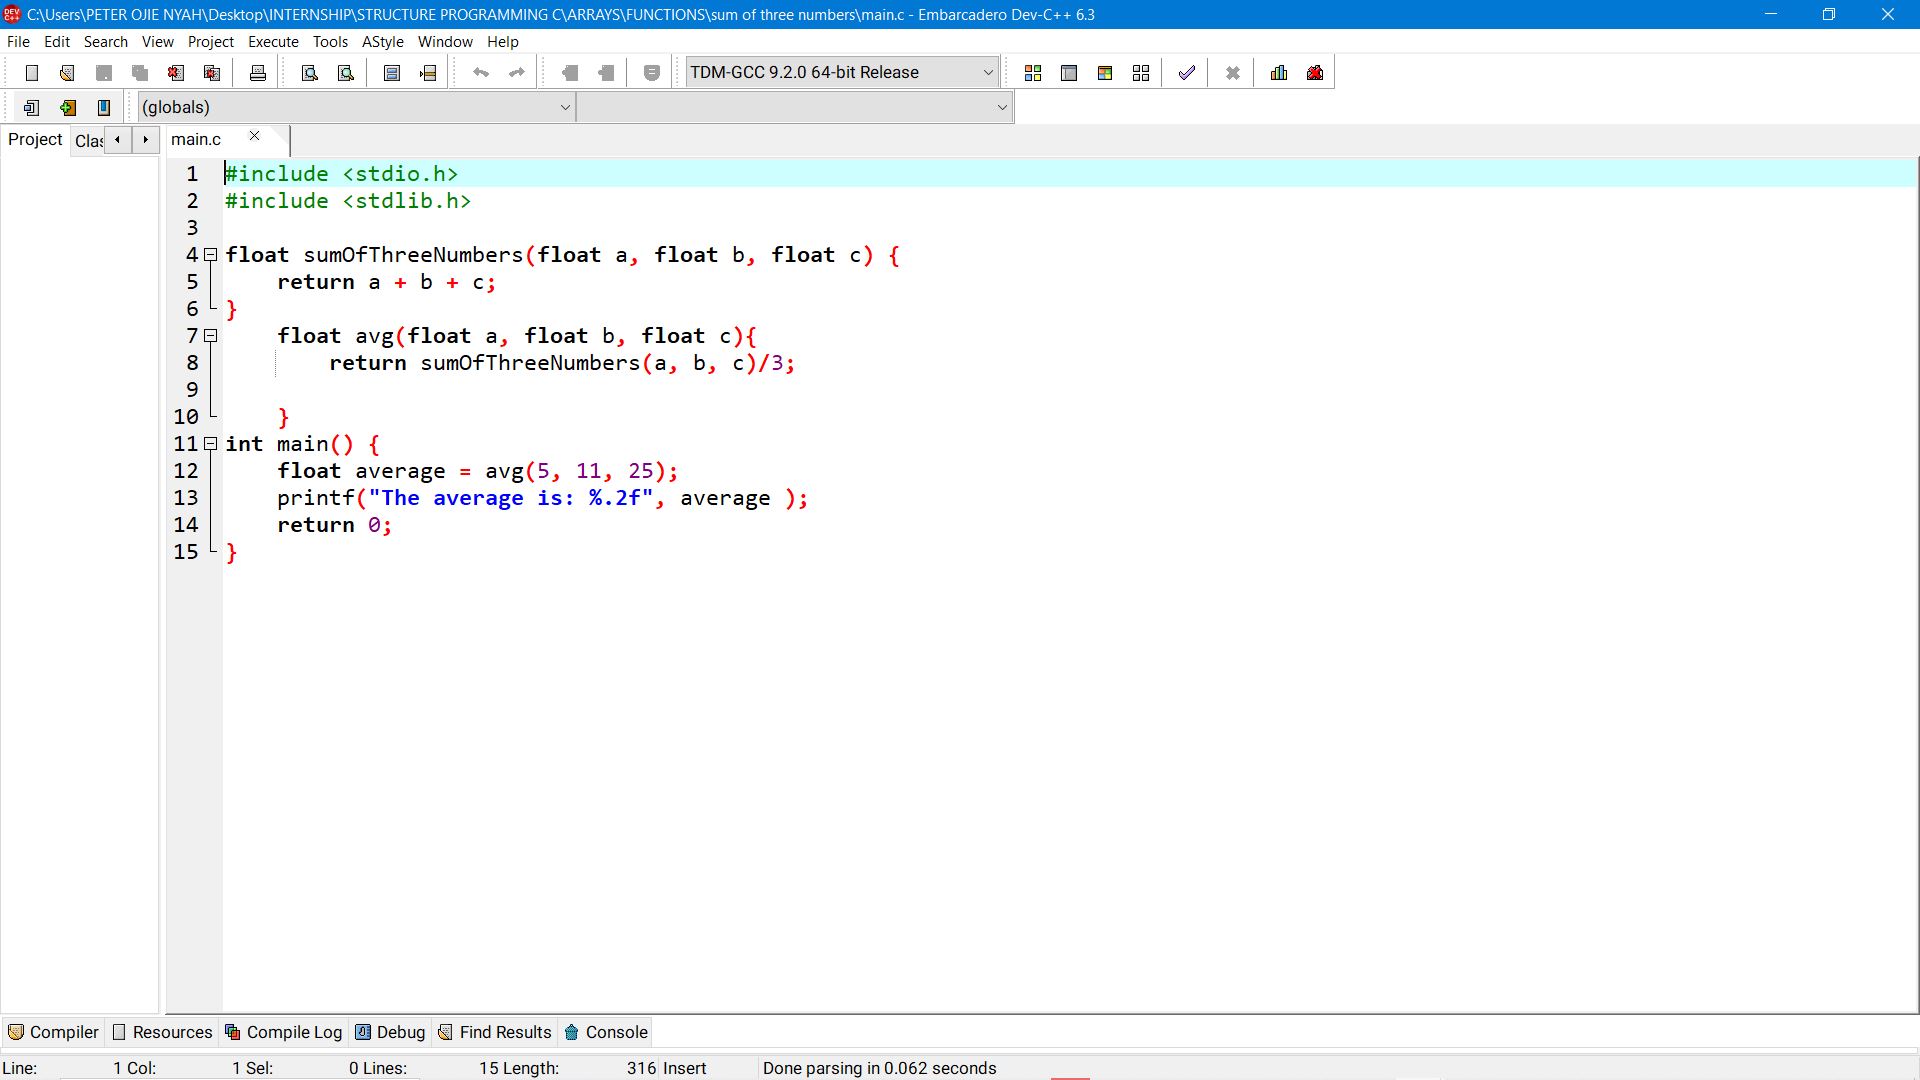 C:\Users\PETER OJIE NYAH\Desktop\INTERNSHIP\STRUCTURE PROGRAMMING C\ARRAYS\FUNCTIONS\sum of three numbers\main.c - Embarcadero Dev-C++ 6.3
File Edit Search View Project Execute Tools AStyle Window Help
TDM-GCC 9.2.0 64-bit Release
(globals)
Project Clas main.c
1 #include <stdio.h>
2 #include <stdlib.h>
3
4 float sumOfThreeNumbers(float a, float b, float c) {
5     return a + b + c;
6 }
7     float avg(float a, float b, float c){
8         return sumOfThreeNumbers(a, b, c)/3;
9
10     }
11 int main() {
12     float average = avg(5, 11, 25);
13     printf("The average is: %.2f", average );
14     return 0;
15 }
Compiler Resources Compile Log Debug Find Results Console
Line: 1 Col: 1 Sel: 0 Lines: 15 Length: 316 Insert Done parsing in 0.062 seconds